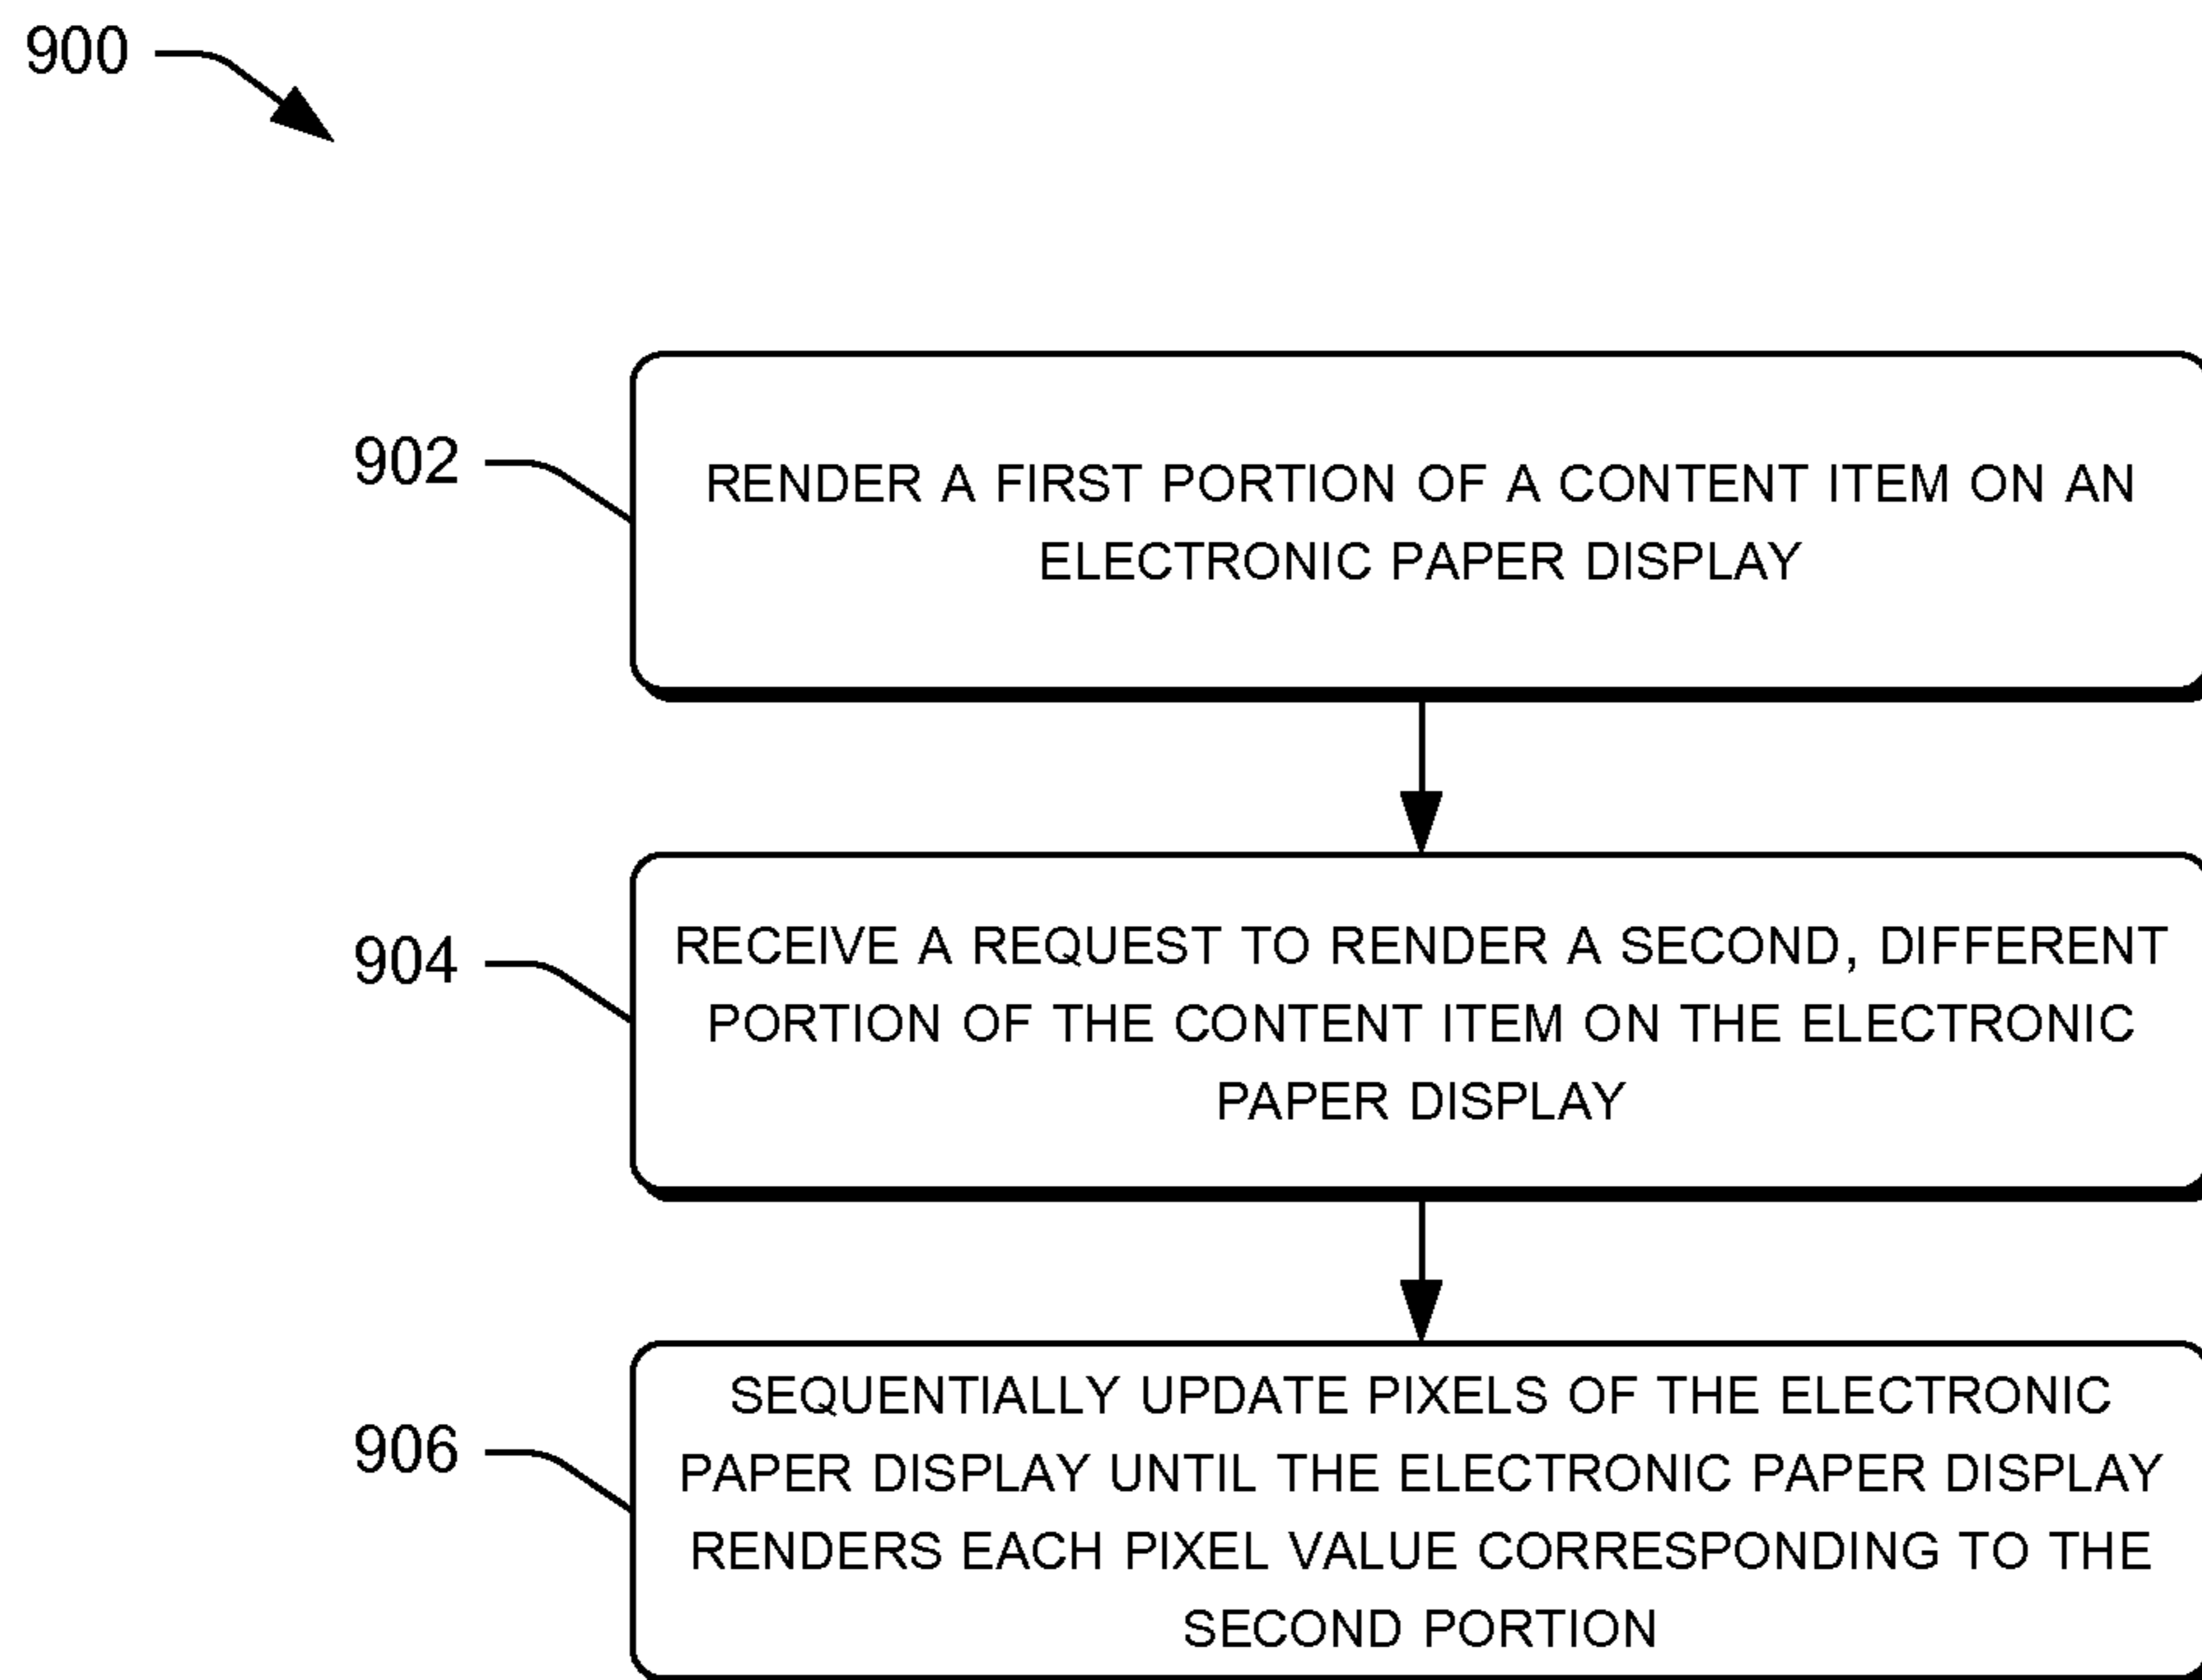 900
902
RENDER A FIRST PORTION OF A CONTENT ITEM ON AN
ELECTRONIC PAPER DISPLAY
904
RECEIVE A REQUEST TO RENDER A SECOND, DIFFERENT
PORTION OF THE CONTENT ITEM ON THE ELECTRONIC
PAPER DISPLAY
906
SEQUENTIALLY UPDATE PIXELS OF THE ELECTRONIC
PAPER DISPLAY UNTIL THE ELECTRONIC PAPER DISPLAY
RENDERS EACH PIXEL VALUE CORRESPONDING TO THE
SECOND PORTION